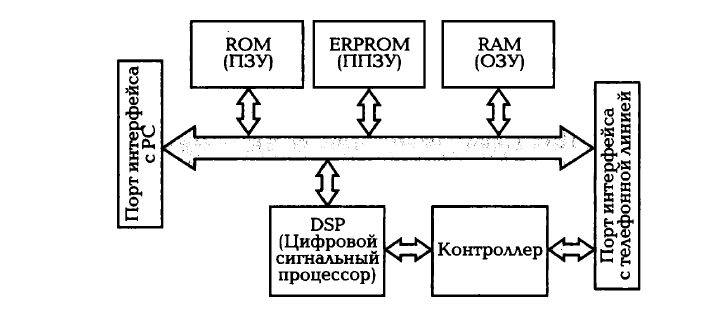 ROM
(ПЗУ)
ERPROM
(ППЗУ)
RAM
(ОЗУ)
Порт интерфейса
с PC
Порт интерфейса
с телефонной линией
DSP
(Цифровой
сигнальный
процессор)
Контроллер